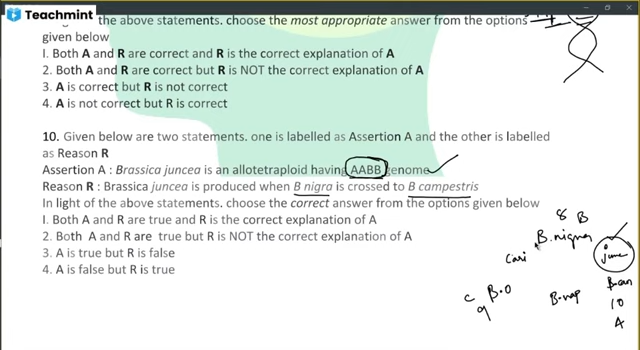 Teachmint
the above statements. choose the most appropriate answer from the options
given below
I. Both A and R are correct and R is the correct explanation of A
2. Both A and R are correct but R is NOT the correct explanation of A
3. A is correct but R is not correct
4. A is not correct but R is correct
10. Given below are two statements. one is labelled as Assertion A and the other is labelled
as Reason R
Assertion A : Brassica juncea is an allotetraploid having AABB genome
Reason R : Brassica juncea is produced when B nigra is crossed to B campestris
In light of the above statements. choose the correct answer from the options given below
I. Both A and R are true and R is the correct explanation of A
2. Both A and R are true but R is NOT the correct explanation of A
3. A is true but R is false
4. A is false but R is true
8 B
B. nigra
cari
C B.O
9
B. nap
10
A